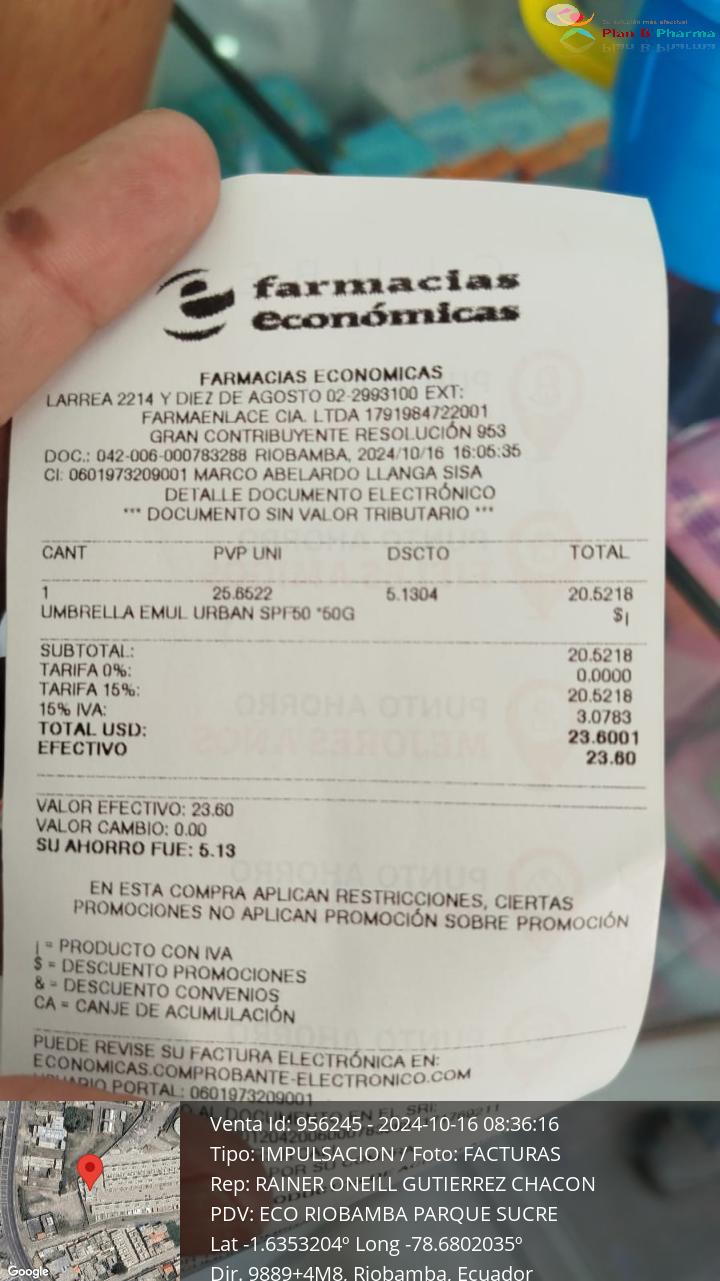 Su solución más efectiva!
Plan B Pharma
farmacias
económicas
FARMACIAS ECONOMICAS
LARREA 2214 Y DIEZ DE AGOSTO 02-2993100 EXT:
FARMAENLACE CIA. LTDA 1791984722001
GRAN CONTRIBUYENTE RESOLUCIÓN 953
DOC.: 042-006-000783288 RIOBAMBA, 2024/10/16 16:05:35
CI: 0601973209001 MARCO ABELARDO LLANGA SISA
DETALLE DOCUMENTO ELECTRÓNICO
*** DOCUMENTO SIN VALOR TRIBUTARIO ***
CANT PVP UNI DSCTO TOTAL
1 25.6522 5.1304 20.5218
UMBRELLA EMUL URBAN SPF50 *50G $¡
SUBTOTAL: 20.5218
TARIFA 0%: 0.0000
TARIFA 15%: 20.5218
15% IVA: 3.0783
TOTAL USD: 23.6001
EFECTIVO 23.60
VALOR EFECTIVO: 23.60
VALOR CAMBIO: 0.00
SU AHORRO FUE: 5.13
EN ESTA COMPRA APLICAN RESTRICCIONES, CIERTAS
PROMOCIONES NO APLICAN PROMOCIÓN SOBRE PROMOCIÓN
¡ = PRODUCTO CON IVA
$ = DESCUENTO PROMOCIONES
& = DESCUENTO CONVENIOS
CA = CANJE DE ACUMULACIÓN
PUEDE REVISE SU FACTURA ELECTRÓNICA EN:
ECONOMICAS.COMPROBANTE-ELECTRONICO.COM
PORTAL: 0601973209001
Venta Id: 956245 - 2024-10-16 08:36:16
Tipo: IMPULSACION / Foto: FACTURAS
Rep: RAINER ONEILL GUTIERREZ CHACON
PDV: ECO RIOBAMBA PARQUE SUCRE
Lat -1.6353204º Long -78.6802035º
Dir. 9889+4M8, Riobamba, Ecuador
Google